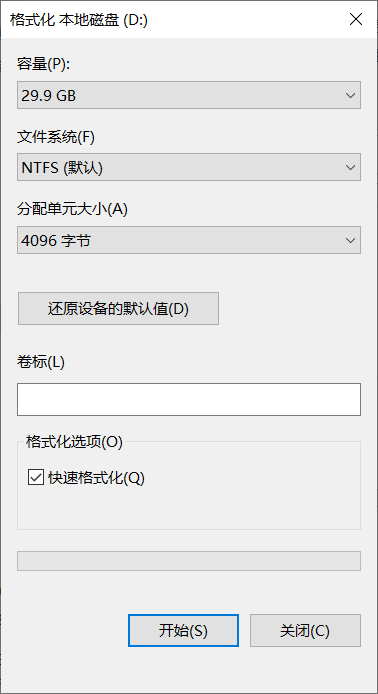 格式化 本地磁盘 (D:)
容量(P):
29.9 GB
文件系统(F)
NTFS (默认)
分配单元大小(A)
4096 字节
还原设备的默认值(D)
卷标(L)
格式化选项(O)
快速格式化(Q)
开始(S)
关闭(C)